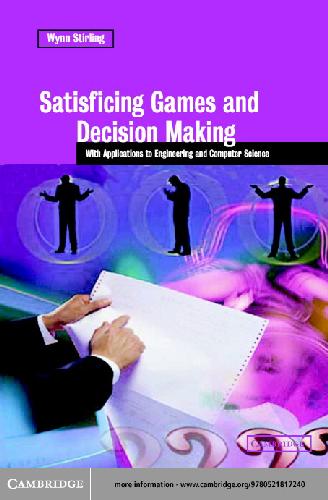 Wynn Stirling
Satisficing Games and
Decision Making
With Applications to Engineering and Computer Science
CAMBRIDGE
CAMBRIDGE
more information - www.cambridge.org/9780521817240